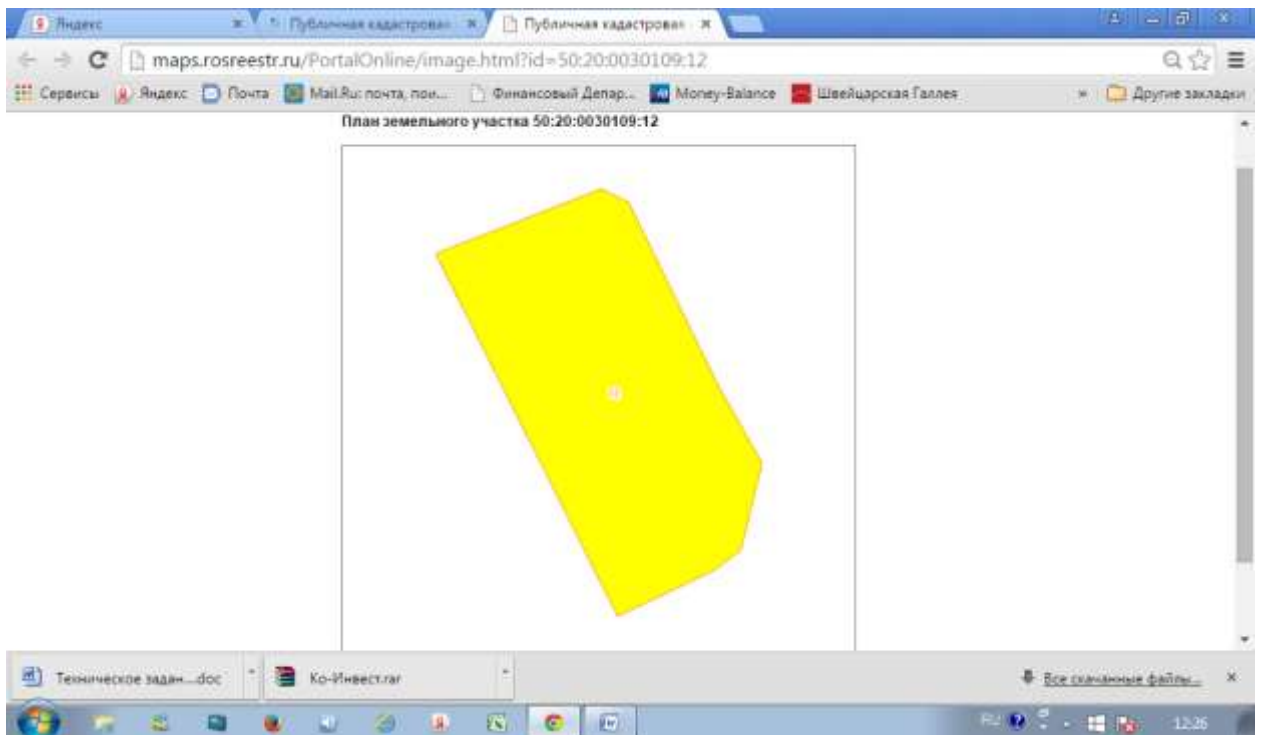 Яндекс
Публичная кадастровая
Публичная кадастровая
maps.rosreestr.ru/PortalOnline/image.html?id=50:20:0030109:12
Сервисы Яндекс Почта Mail.Ru: почта, пои... Финансовый Депар... Money-Balance Швейцарская Галлея » Другие закладки
План земельного участка 50:20:0030109:12
Техническое задан....doc Ко-Инвест.rar Все скачанные файлы...
RU 12:26